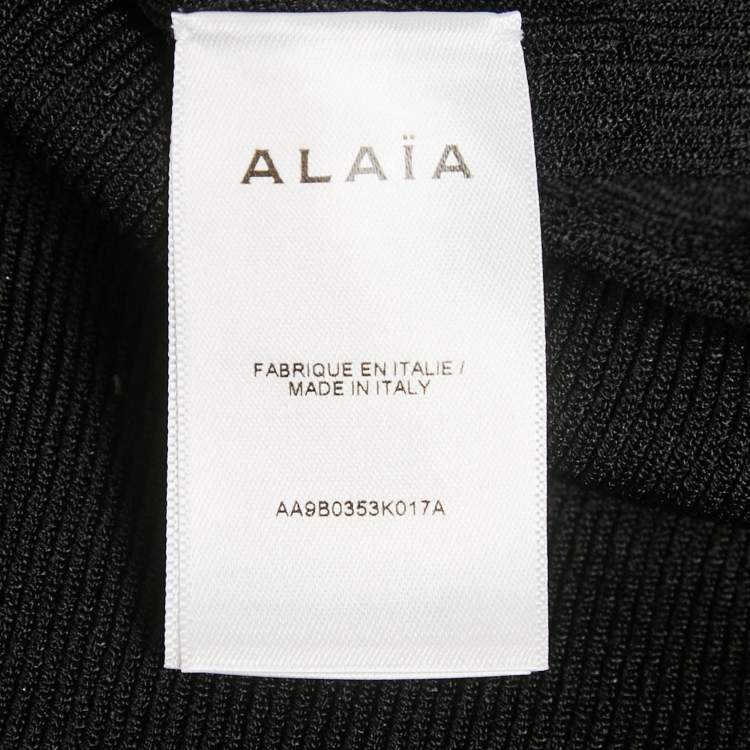 ALAÏA
FABRIQUE EN ITALIE /
MADE IN ITALY
AA9B0353K017A